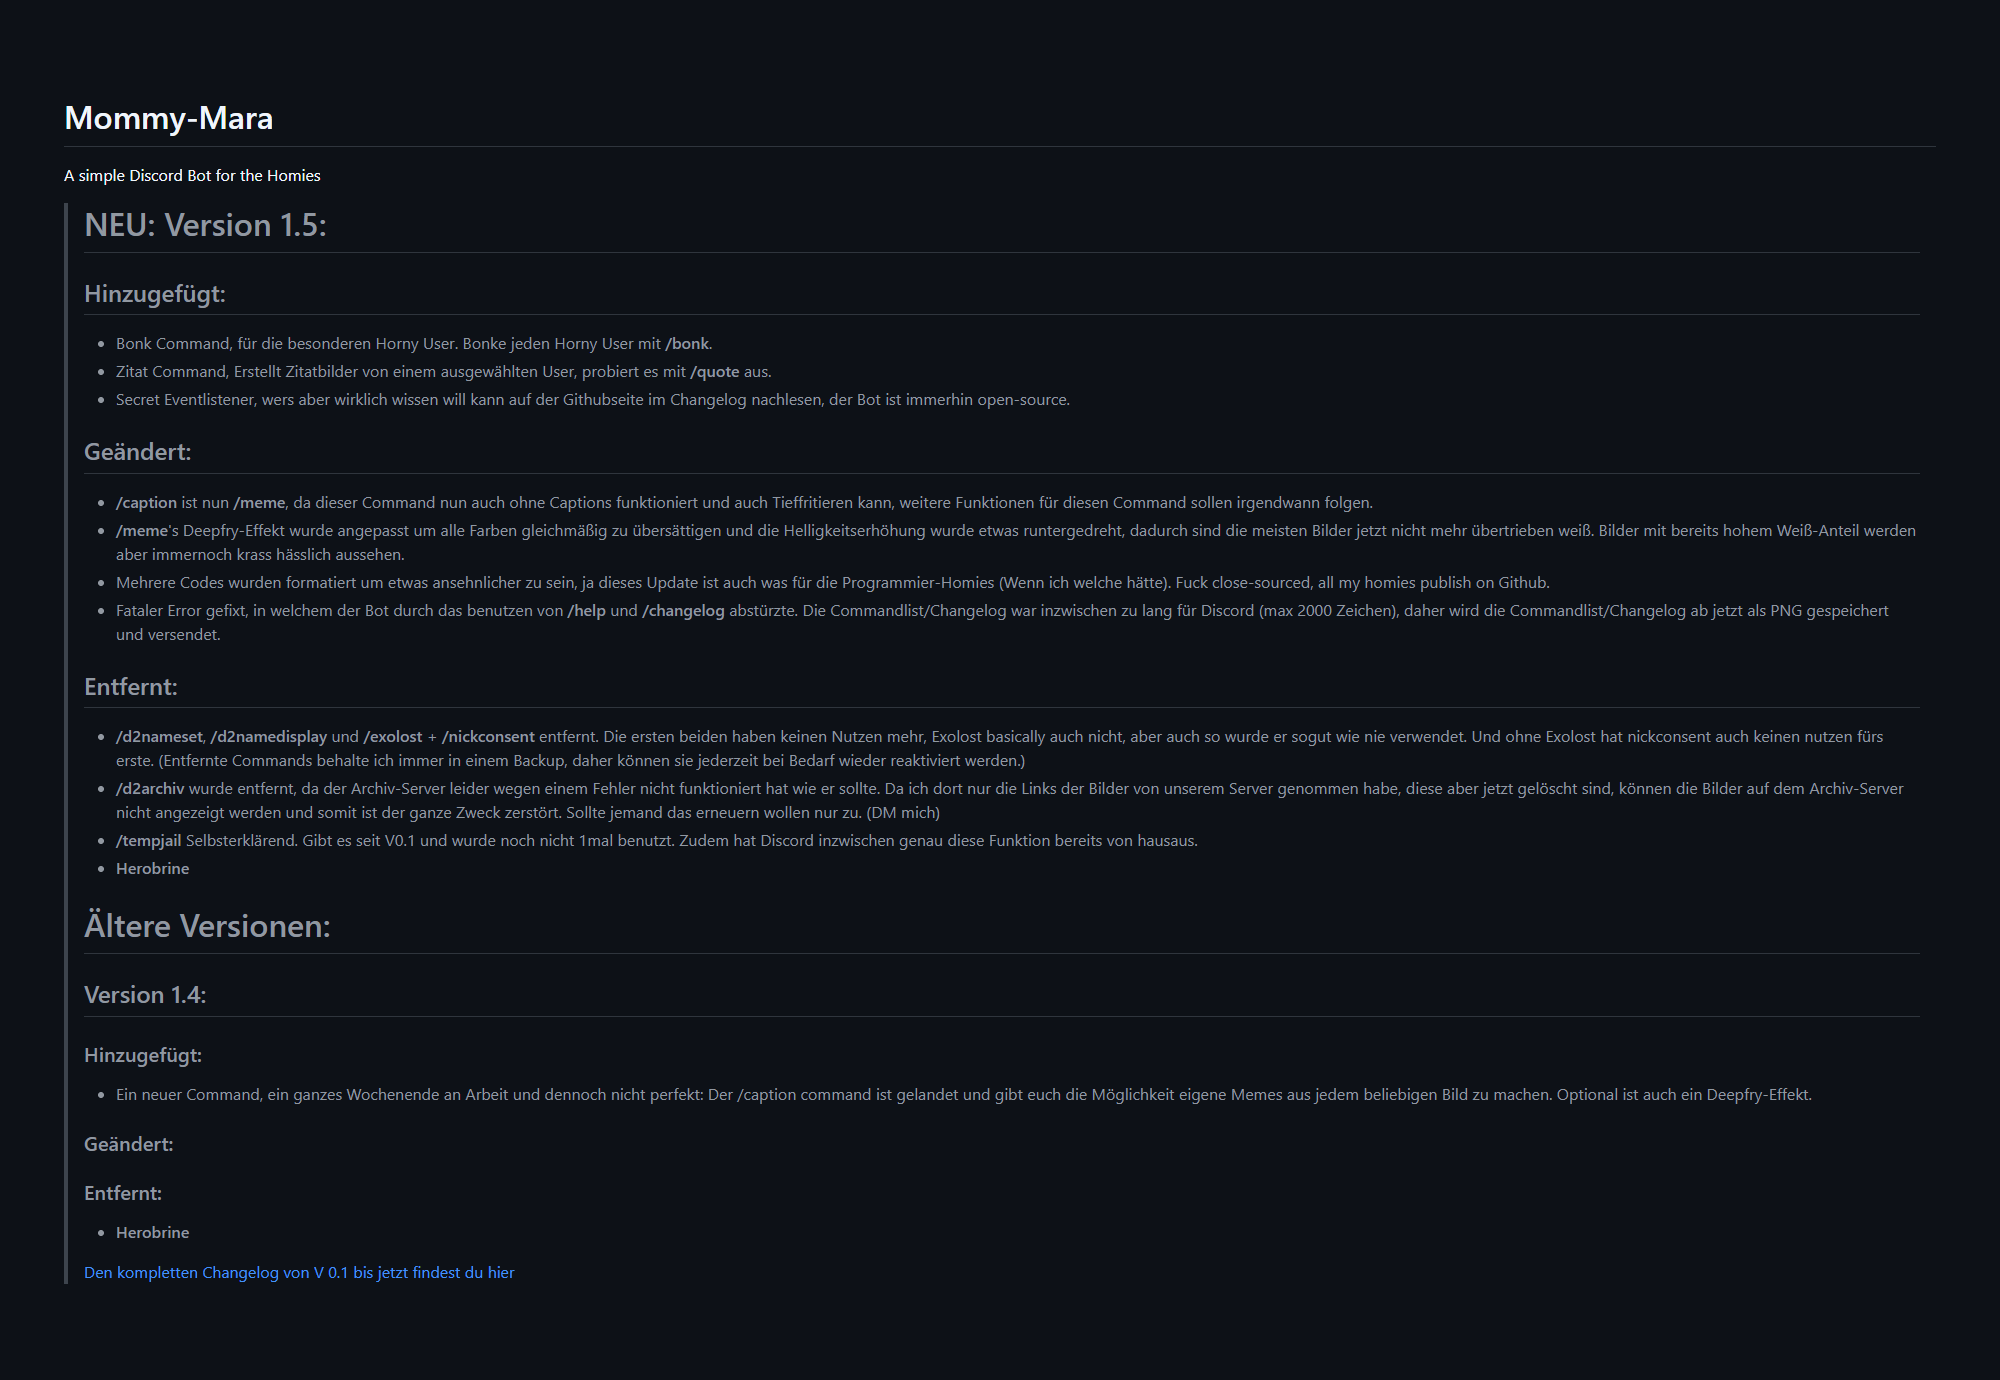 Mommy-Mara
A simple Discord Bot for the Homies
NEU: Version 1.5:
Hinzugefügt:
Bonk Command, für die besonderen Horny User. Bonke jeden Horny User mit /bonk.
Zitat Command, Erstellt Zitatbilder von einem ausgewählten User, probiert es mit /quote aus.
Secret Eventlistener, wers aber wirklich wissen will kann auf der Githubseite im Changelog nachlesen, der Bot ist immerhin open-source.
Geändert:
/caption ist nun /meme, da dieser Command nun auch ohne Captions funktioniert und auch Tieffritieren kann, weitere Funktionen für diesen Command sollen irgendwann folgen.
/meme's Deepfry-Effekt wurde angepasst um alle Farben gleichmäßig zu übersättigen und die Helligkeitserhöhung wurde etwas runtergedreht, dadurch sind die meisten Bilder jetzt nicht mehr übertrieben weiß. Bilder mit bereits hohem Weiß-Anteil werden
aber immernoch krass hässlich aussehen.
Mehrere Codes wurden formatiert um etwas ansehnlicher zu sein, ja dieses Update ist auch was für die Programmier-Homies (Wenn ich welche hätte). Fuck close-sourced, all my homies publish on Github.
Fataler Error gefixt, in welchem der Bot durch das benutzen von /help und /changelog abstürzte. Die Commandlist/Changelog war inzwischen zu lang für Discord (max 2000 Zeichen), daher wird die Commandlist/Changelog ab jetzt als PNG gespeichert
und versendet.
Entfernt:
/d2nameset, /d2namedisplay und /exolost + /nickconsent entfernt. Die ersten beiden haben keinen Nutzen mehr, Exolost basically auch nicht, aber auch so wurde er sogut wie nie verwendet. Und ohne Exolost hat nickconsent auch keinen nutzen fürs
erste. (Entfernte Commands behalte ich immer in einem Backup, daher können sie jederzeit bei Bedarf wieder reaktiviert werden.)
/d2archiv wurde entfernt, da der Archiv-Server leider wegen einem Fehler nicht funktioniert hat wie er sollte. Da ich dort nur die Links der Bilder von unserem Server genommen habe, diese aber jetzt gelöscht sind, können die Bilder auf dem Archiv-Server
nicht angezeigt werden und somit ist der ganze Zweck zerstört. Sollte jemand das erneuern wollen nur zu. (DM mich)
/tempjail Selbsterklärend. Gibt es seit V0.1 und wurde noch nicht 1mal benutzt. Zudem hat Discord inzwischen genau diese Funktion bereits von hausaus.
Herobrine
Ältere Versionen:
Version 1.4:
Hinzugefügt:
Ein neuer Command, ein ganzes Wochenende an Arbeit und dennoch nicht perfekt: Der /caption command ist gelandet und gibt euch die Möglichkeit eigene Memes aus jedem beliebigen Bild zu machen. Optional ist auch ein Deepfry-Effekt.
Geändert:
Entfernt:
Herobrine
Den kompletten Changelog von V 0.1 bis jetzt findest du hier